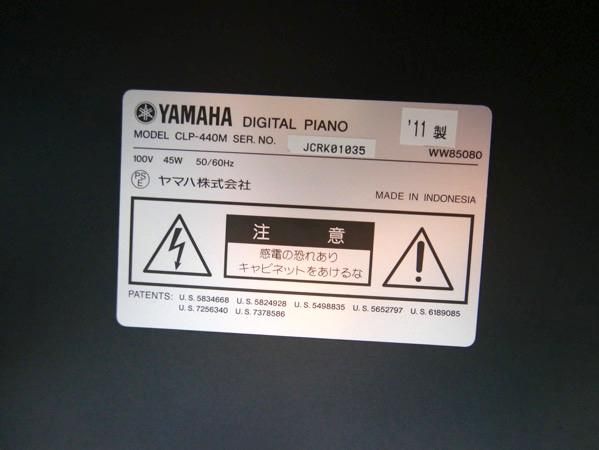 YAMAHA DIGITAL PIANO '11 製
MODEL CLP-440M SER. NO. JCRK01035 WW85080
100V 45W 50/60Hz
PSE ヤマハ株式会社
MADE IN INDONESIA
注 意
感電の恐れあり
キャビネットをあけるな
PATENTS: U. S. 5834668 U. S. 5824928 U. S. 5498835 U. S. 5652797 U. S. 6189085
U. S. 7256340 U. S. 7378586